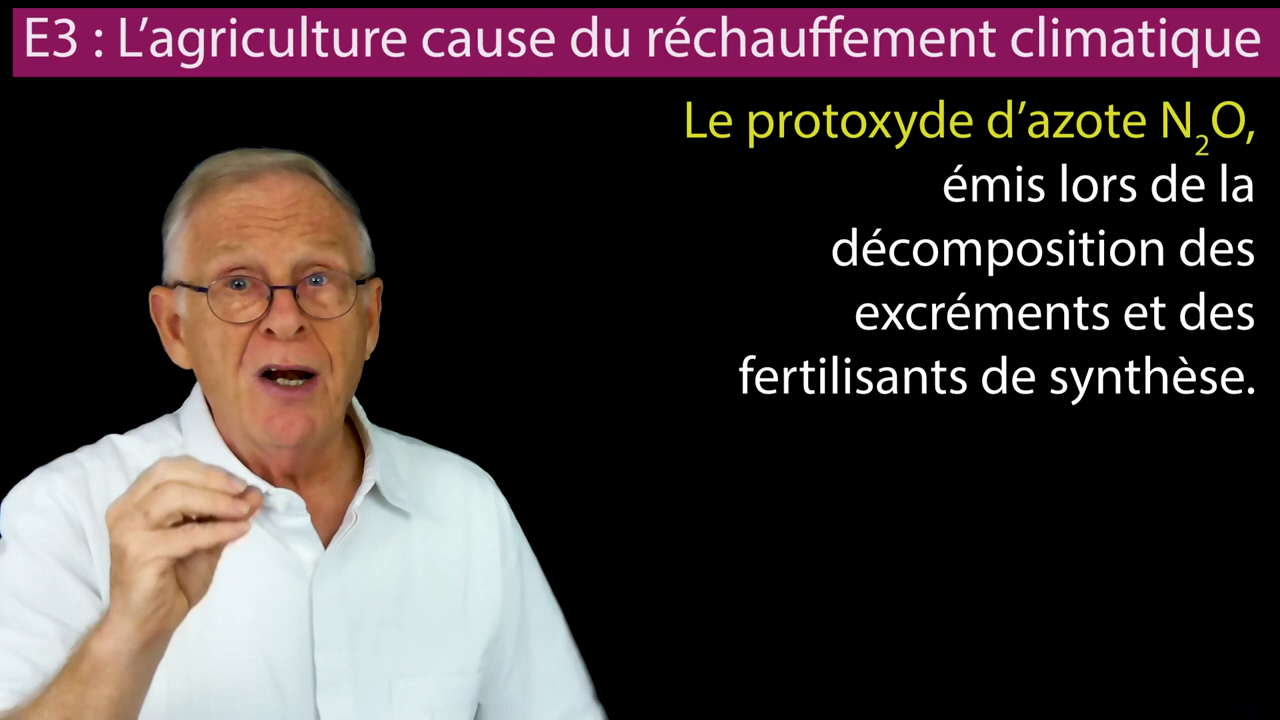 E3 : L’agriculture cause du réchauffement climatique
Le protoxyde d’azote N₂O,
émis lors de la
décomposition des
excréments et des
fertilisants de synthèse.